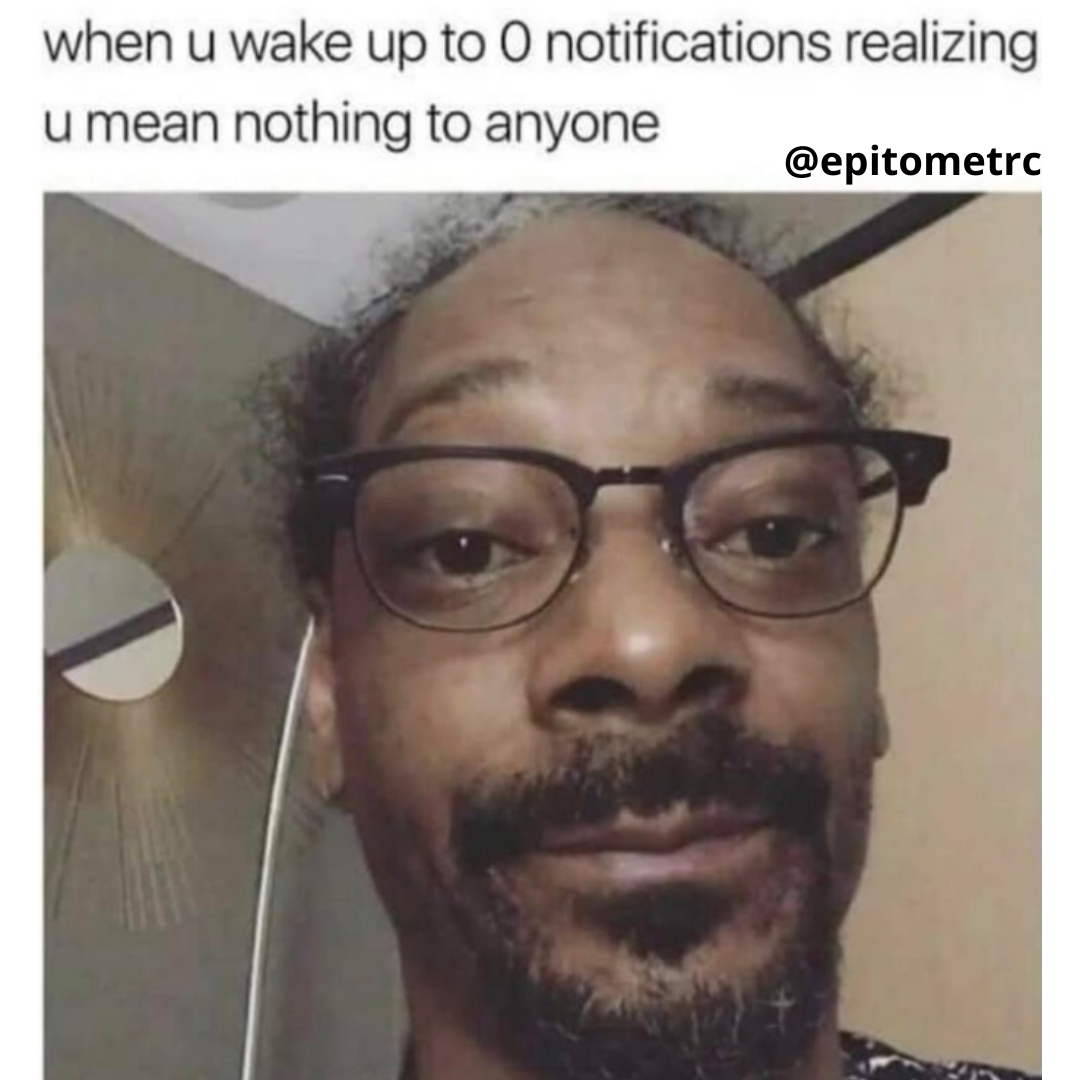 when u wake up to 0 notifications realizing
u mean nothing to anyone
@epitometrc